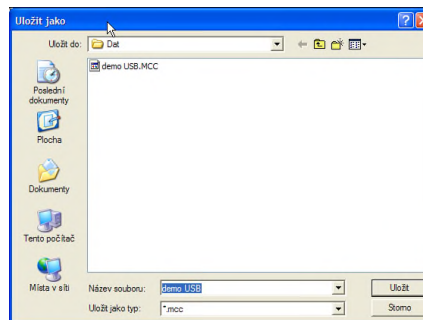 Uložit jako
Uložit do:
Dat
demo USB.MCC
Poslední
dokumenty
Plocha
Dokumenty
Tento počítač
Místa v síti
Název souboru:
demo USB
Uložit
Uložit jako typ:
*.mcc
Storno